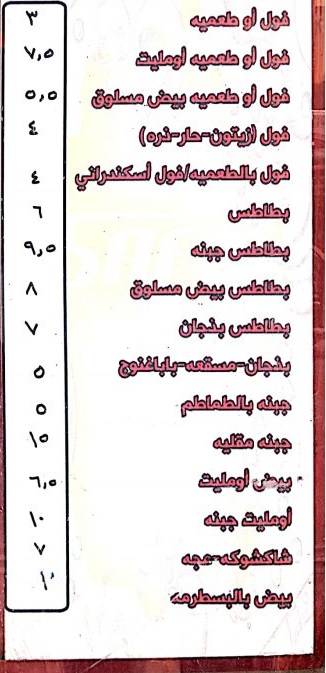 فول أو طعميه ٣
فول أو طعميه أومليت ٧,٥
فول أو طعميه بيض مسلوق ٥,٥
فول (زيتون-حار-ذره) ٤
فول بالطعميه/فول أسكندراني ٤
بطاطس ٦
بطاطس جبنه ٩,٥
بطاطس بيض مسلوق ٨
بطاطس بذنجان ٧
بذنجان-مسقعه-باباغنوج ٥
جبنه بالطماطم ٥
جبنه مقليه ١٥
بيض أومليت ٦,٥
أومليت جبنه ١٠
شاكشوكه-عجه ٧
بيض بالبسطرمه ١٠